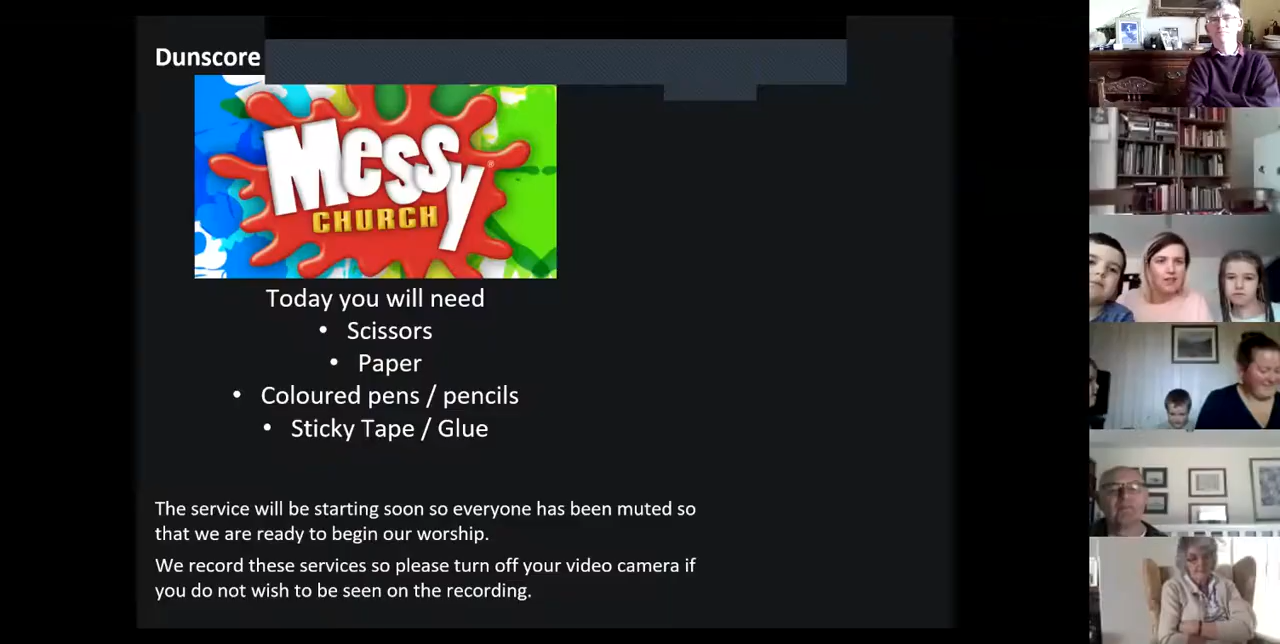 Dunscore
Messy®
CHURCH
Today you will need
• Scissors
• Paper
• Coloured pens / pencils
• Sticky Tape / Glue
The service will be starting soon so everyone has been muted so
that we are ready to begin our worship.
We record these services so please turn off your video camera if
you do not wish to be seen on the recording.